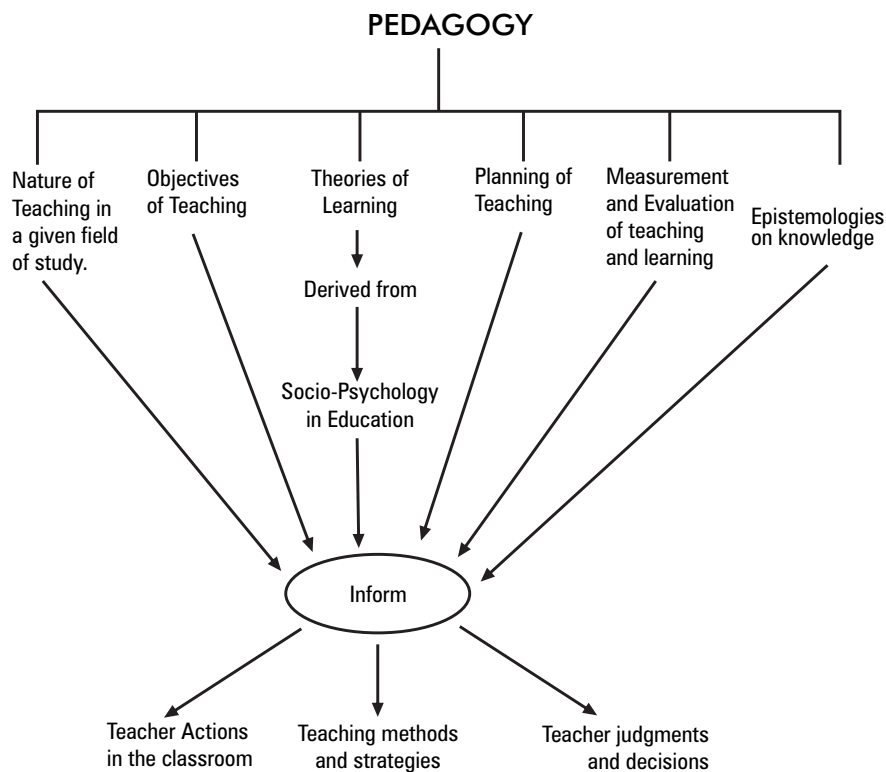 PEDAGOGY
Nature of
Teaching in
a given field
of study.
Objectives
of Teaching
Theories of
Learning
Planning of
Teaching
Measurement
and Evaluation
of teaching
and learning
Epistemologies
on knowledge
Derived from
Socio-Psychology
in Education
Inform
Teacher Actions
in the classroom
Teaching methods
and strategies
Teacher judgments
and decisions